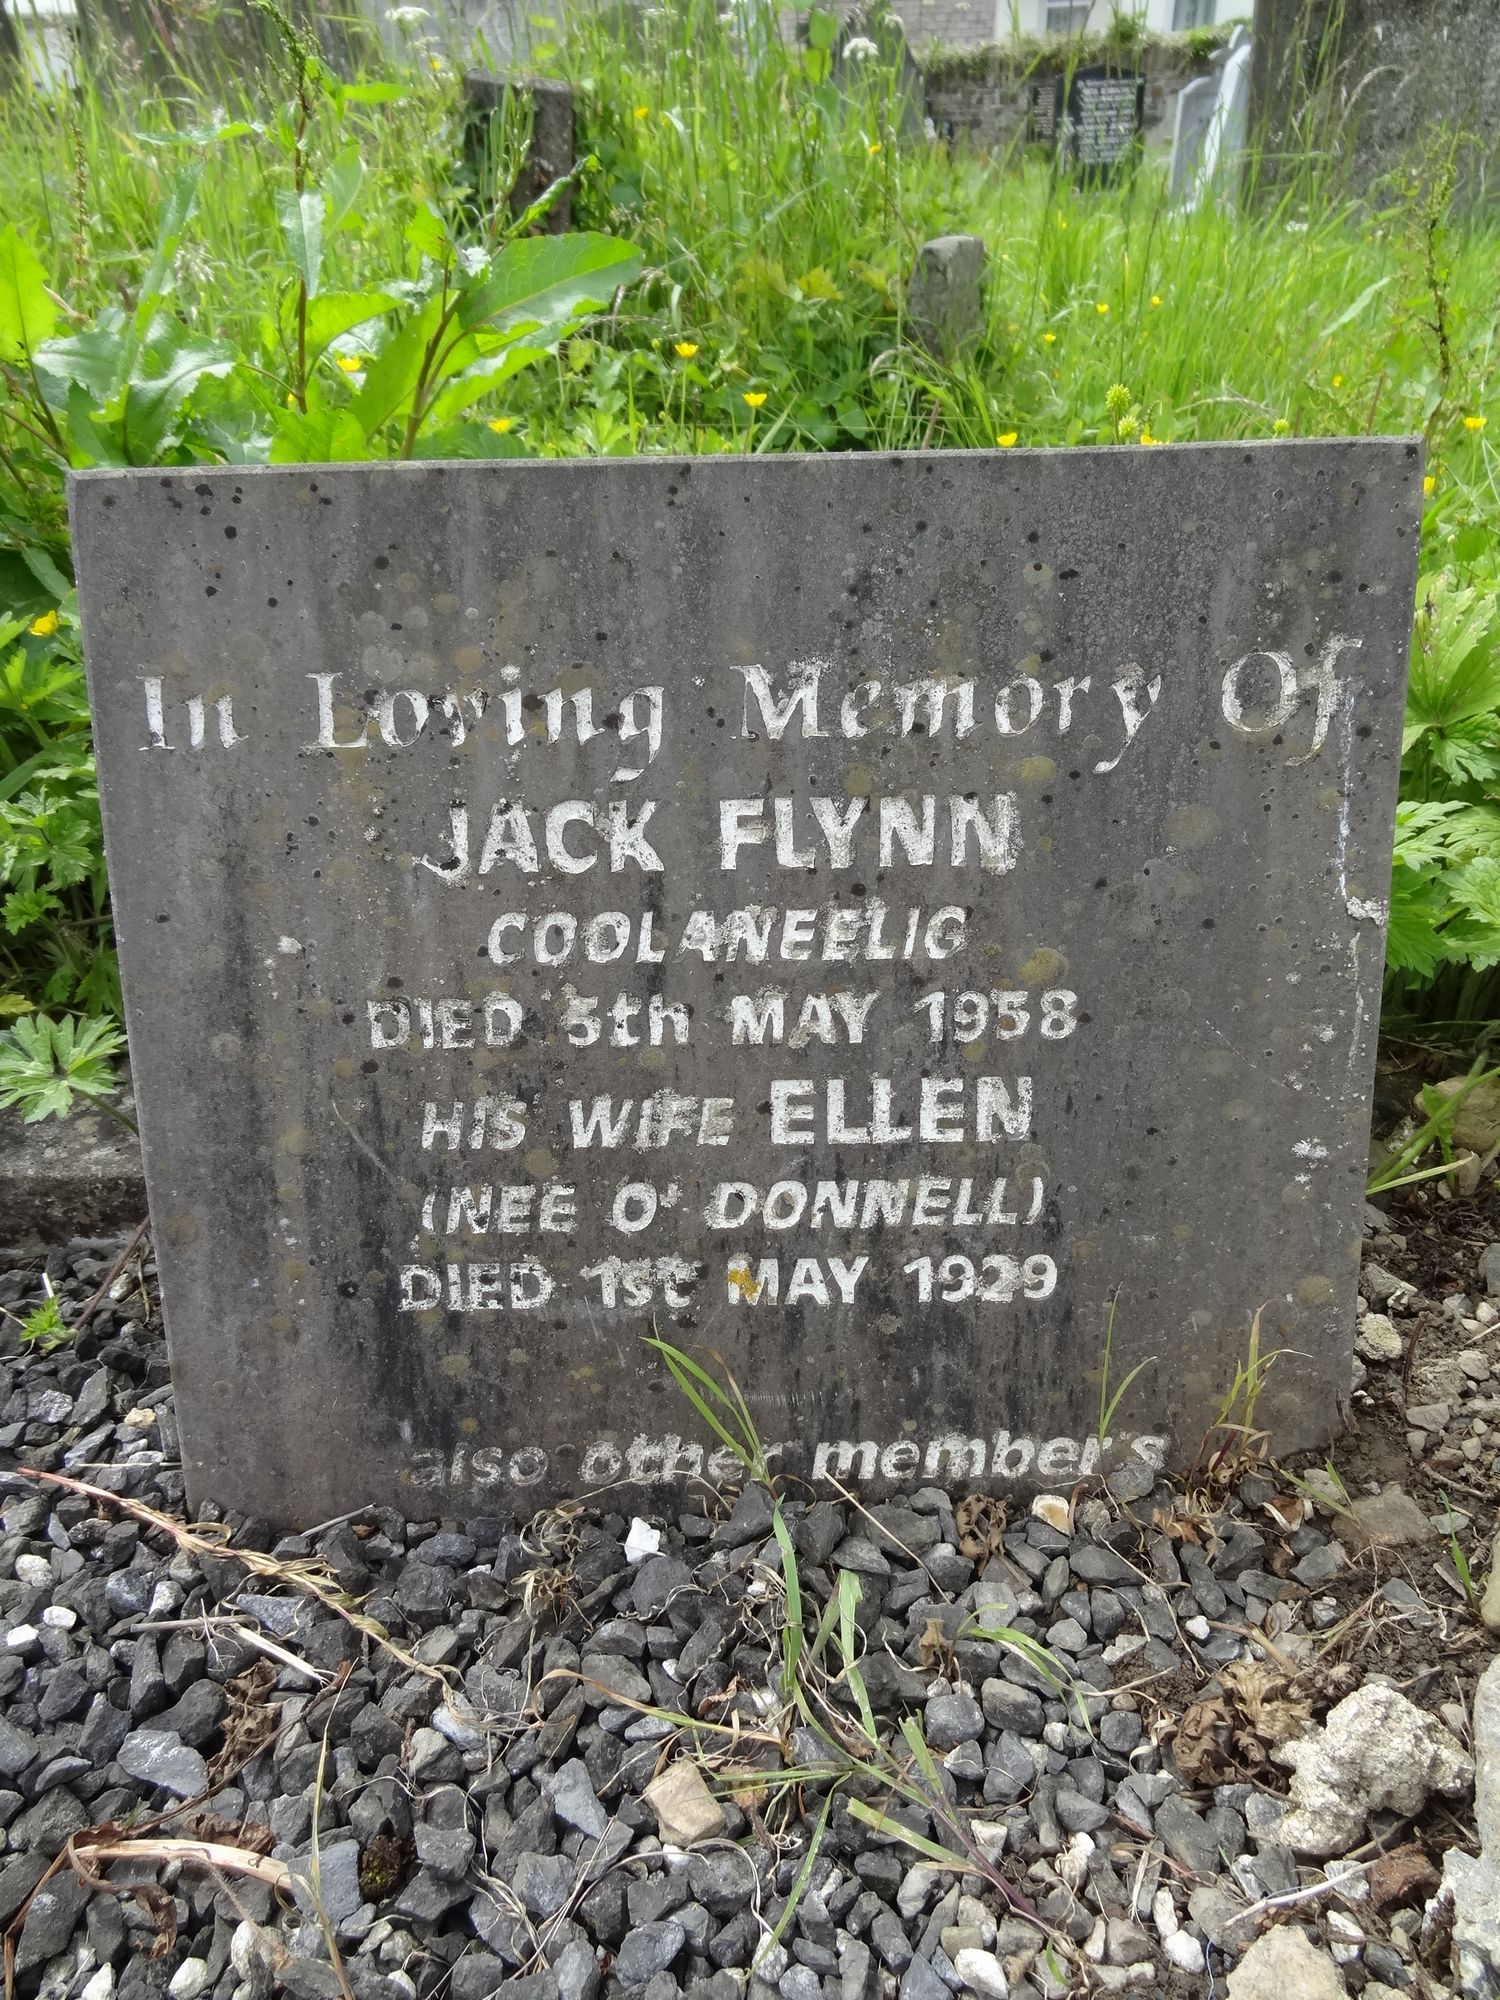 In Loving Memory Of
JACK FLYNN
COOLANEELIG
DIED 5th MAY 1958
HIS WIFE ELLEN
(NEE O' DONNELL)
DIED 1st MAY 1929
also other members